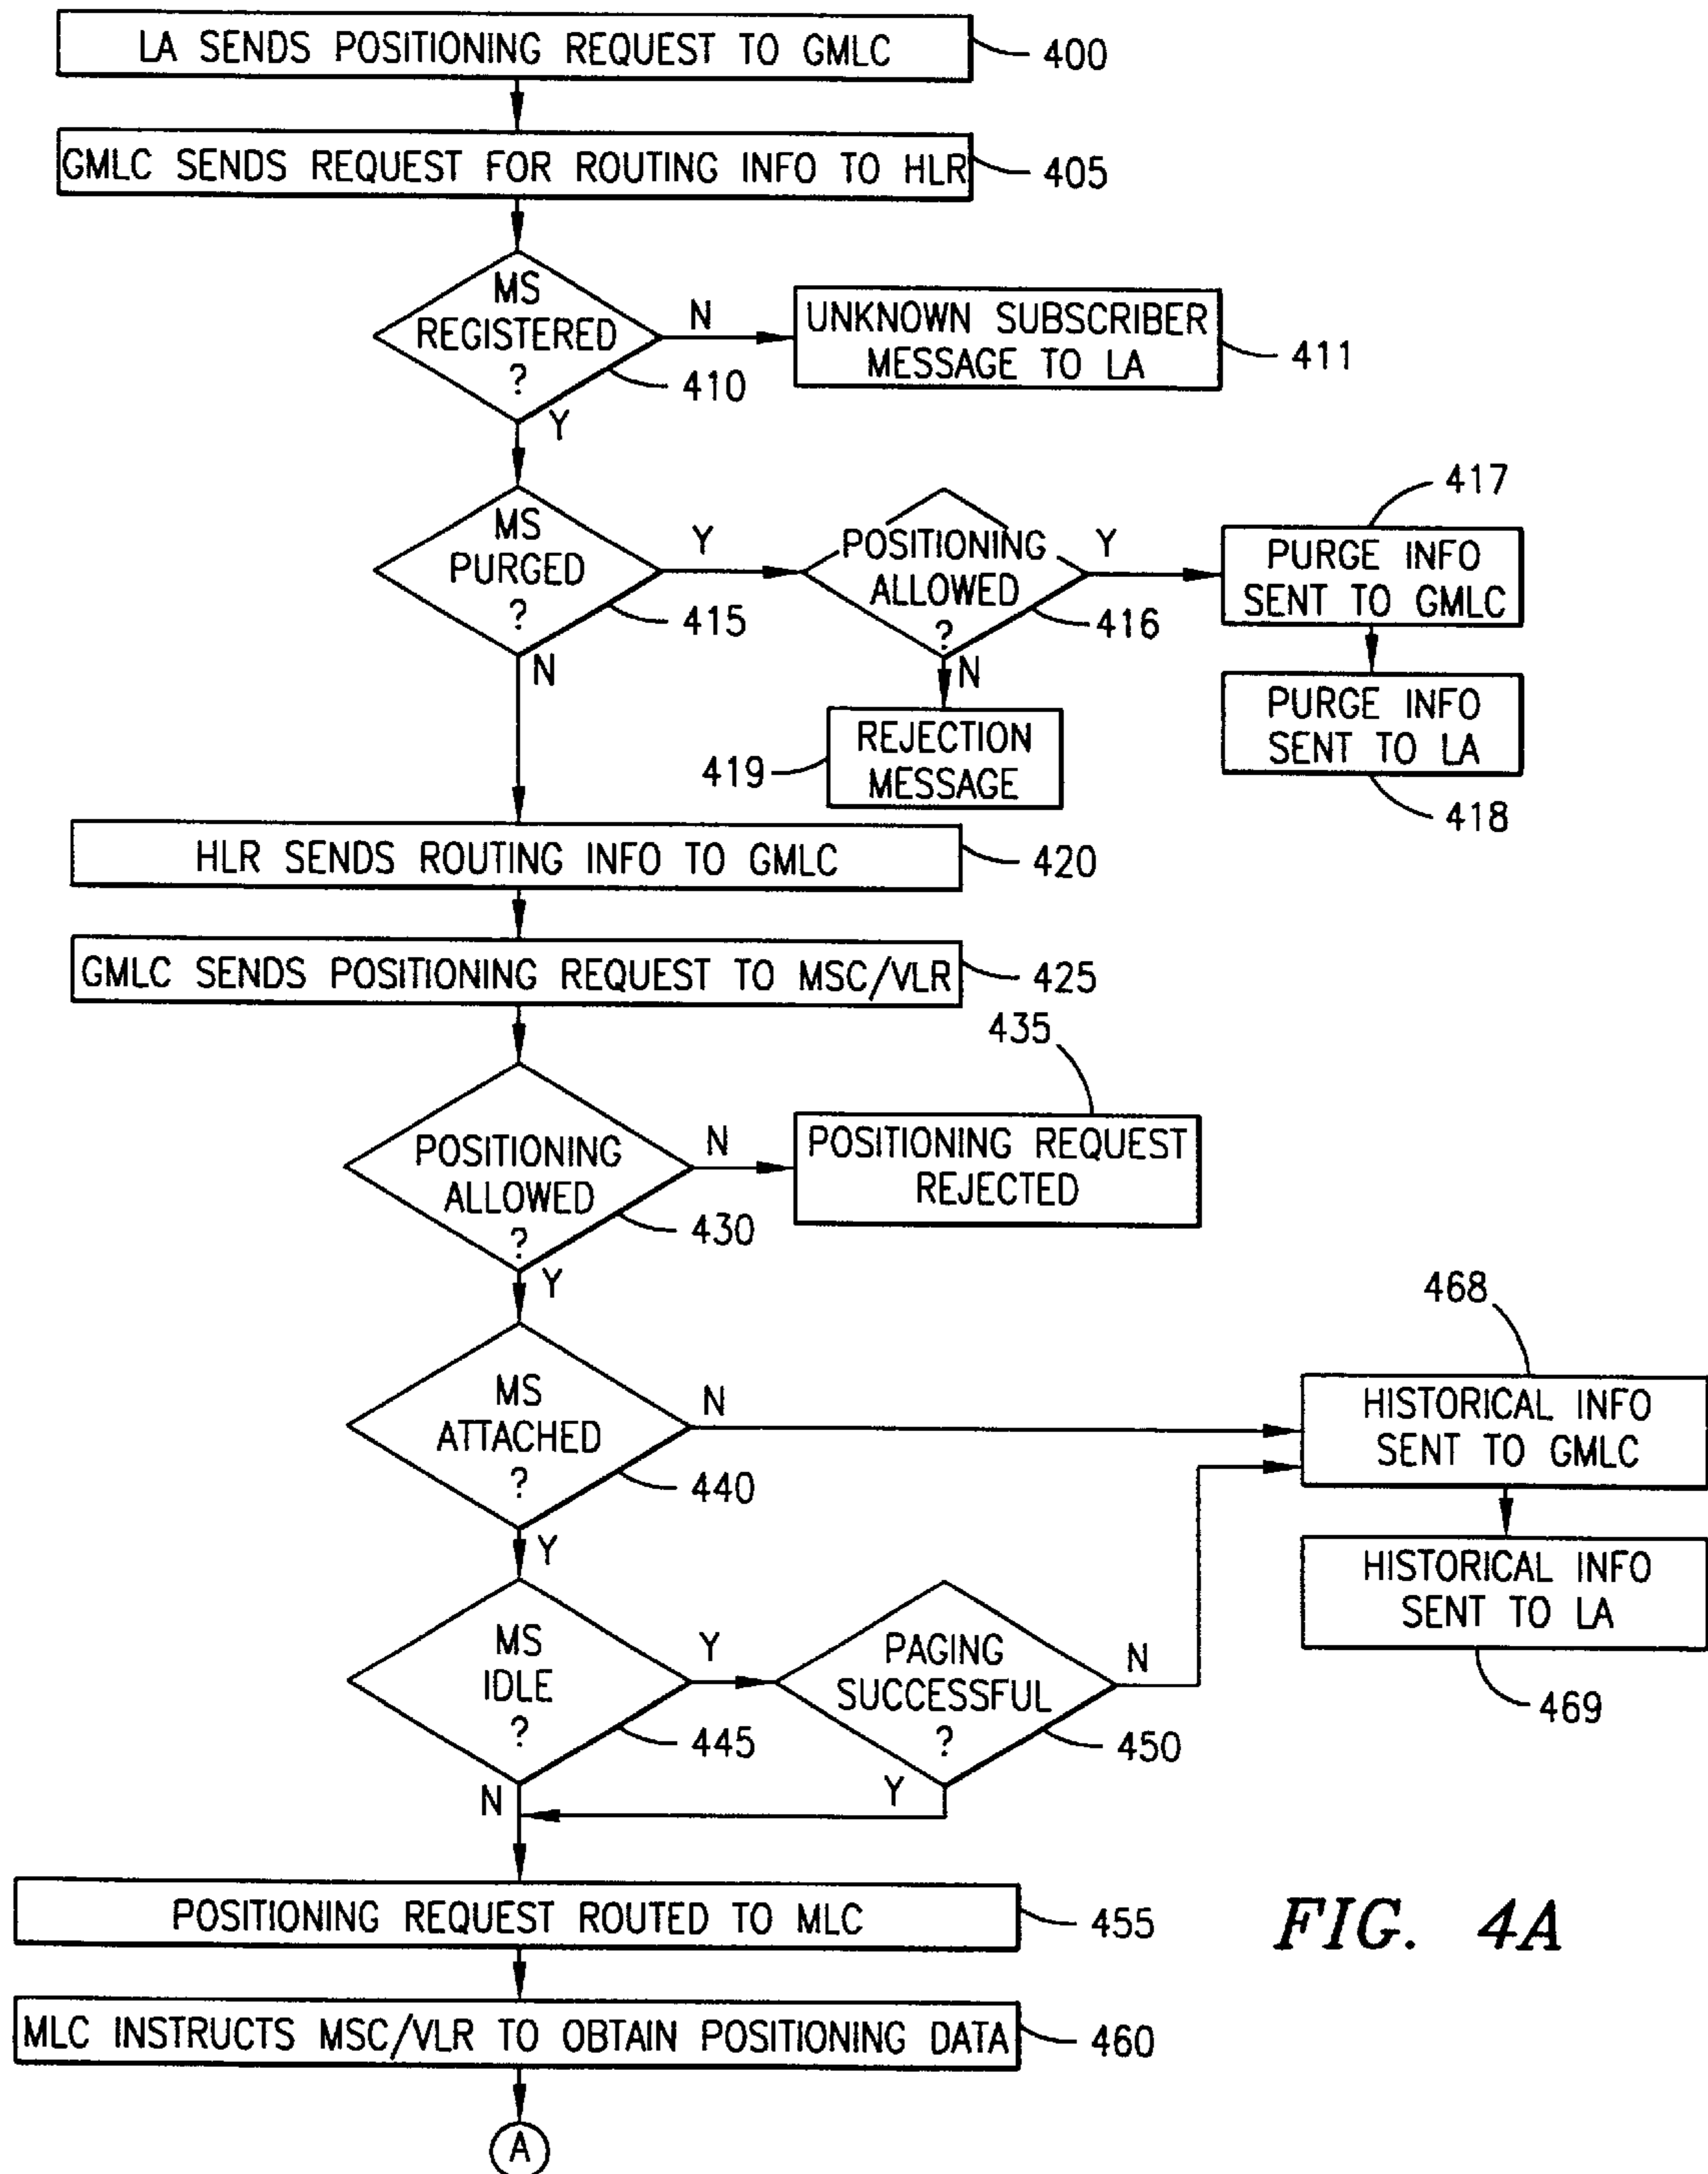 LA SENDS POSITIONING REQUEST TO GMLC
400
GMLC SENDS REQUEST FOR ROUTING INFO TO HLR
405
MS
REGISTERED
?
410
N
UNKNOWN SUBSCRIBER
MESSAGE TO LA
411
Y
MS
PURGED
?
415
Y
POSITIONING
ALLOWED
?
416
Y
417
PURGE INFO
SENT TO GMLC
PURGE INFO
SENT TO LA
418
N
REJECTION
MESSAGE
419
N
HLR SENDS ROUTING INFO TO GMLC
420
GMLC SENDS POSITIONING REQUEST TO MSC/VLR
425
POSITIONING
ALLOWED
?
430
N
435
POSITIONING REQUEST
REJECTED
Y
MS
ATTACHED
?
440
N
468
HISTORICAL INFO
SENT TO GMLC
HISTORICAL INFO
SENT TO LA
469
Y
MS
IDLE
?
445
Y
PAGING
SUCCESSFUL
?
450
N
Y
N
POSITIONING REQUEST ROUTED TO MLC
455
MLC INSTRUCTS MSC/VLR TO OBTAIN POSITIONING DATA
460
A
FIG. 4A